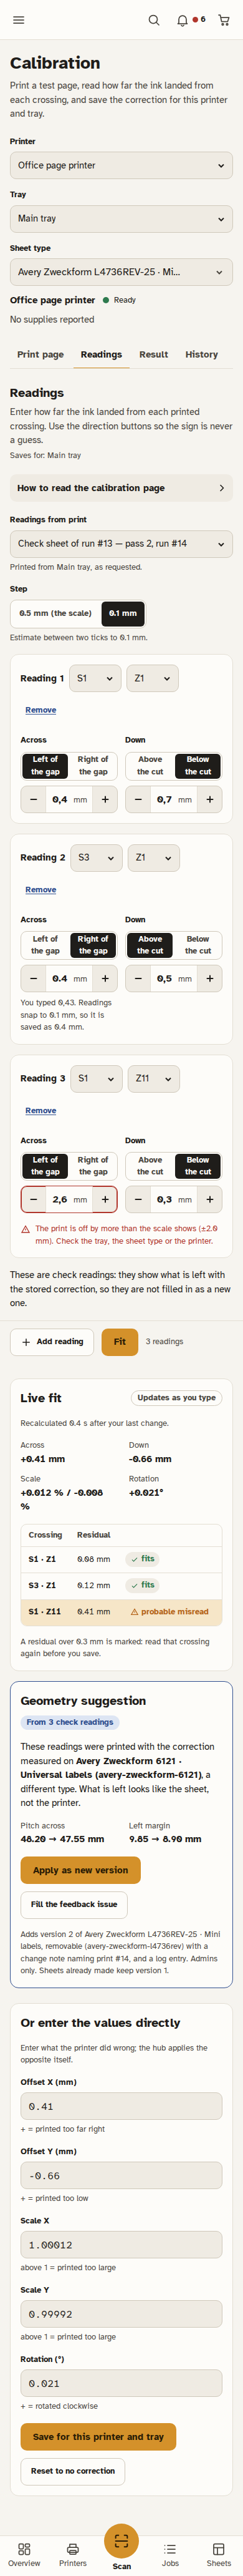 6
Calibration
Print a test page, read how far the ink landed from
each crossing, and save the correction for this printer
and tray.
Printer
Office page printer
Tray
Main tray
Sheet type
Avery Zweckform L4736REV-25 · Mi...
Office page printer Ready
No supplies reported
Print page Readings Result History
Readings
Enter how far the ink landed from each printed
crossing. Use the direction buttons so the sign is never
a guess.
Saves for: Main tray
How to read the calibration page
Readings from print
Check sheet of run #13 — pass 2, run #14
Printed from Main tray, as requested.
Step
0.5 mm (the scale) 0.1 mm
Estimate between two ticks to 0.1 mm.
Reading 1 S1 Z1
Remove
Across Down
Left of the gap Right of the gap Above the cut Below the cut
− 0,4 mm + − 0,7 mm +
Reading 2 S3 Z1
Remove
Across Down
Left of the gap Right of the gap Above the cut Below the cut
− 0.4 mm + − 0,5 mm +
You typed 0,43. Readings
snap to 0.1 mm, so it is
saved as 0.4 mm.
Reading 3 S1 Z11
Remove
Across Down
Left of the gap Right of the gap Above the cut Below the cut
− 2,6 mm + − 0,3 mm +
The print is off by more than the scale shows (±2.0
mm). Check the tray, the sheet type or the printer.
These are check readings: they show what is left with
the stored correction, so they are not filled in as a new
one.
+ Add reading Fit 3 readings
Live fit Updates as you type
Recalculated 0.4 s after last change.
Across Down
+0.41 mm -0.66 mm
Scale Rotation
+0.012 % / -0.008 +0.021°
%
Crossing Residual
S1 · Z1 0.08 mm fits
S3 · Z1 0.12 mm fits
S1 · Z11 0.41 mm probable misread
A residual over 0.3 mm is marked: read that crossing
again before you save.
Geometry suggestion
From 3 check readings
These readings were printed with the correction
measured on Avery Zweckform 6121 ·
Universal labels (avery-zweckform-6121), a
different type. What is left looks like the sheet,
not the printer.
Pitch across Left margin
48.20 → 47.55 mm 9.85 → 8.90 mm
Apply as new version
Fill the feedback issue
Adds version 2 of Avery Zweckform L4736REV-25 · Mini
labels, removable (avery-zweckform-l4736rev) with a
change note naming print #14, and a log entry. Admins
only. Sheets already made keep version 1.
Or enter the values directly
Enter what the printer did wrong; the hub applies the
opposite itself.
Offset X (mm)
0.41
+ = printed too far right
Offset Y (mm)
-0.66
+ = printed too low
Scale X
1.00012
above 1 = printed too large
Scale Y
0.99992
above 1 = printed too large
Rotation (°)
0.021
+ = rotated clockwise
Save for this printer and tray
Reset to no correction
Overview Printers Scan Jobs Sheets